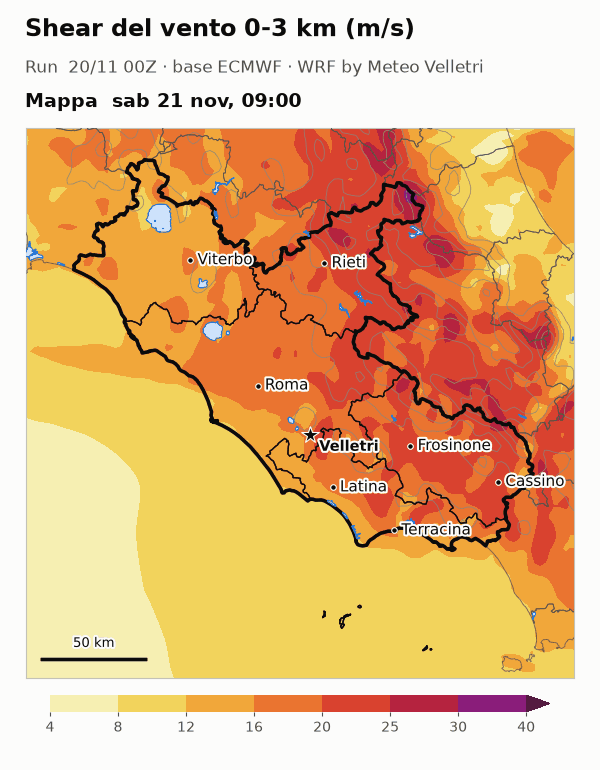 Shear del vento 0-3 km (m/s)
Run  20/11 00Z · base ECMWF · WRF by Meteo Velletri
Mappa  sab 21 nov, 09:00
Viterbo
Rieti
Roma
Velletri
Frosinone
Cassino
Latina
Terracina
50 km
4 8 12 16 20 25 30 40